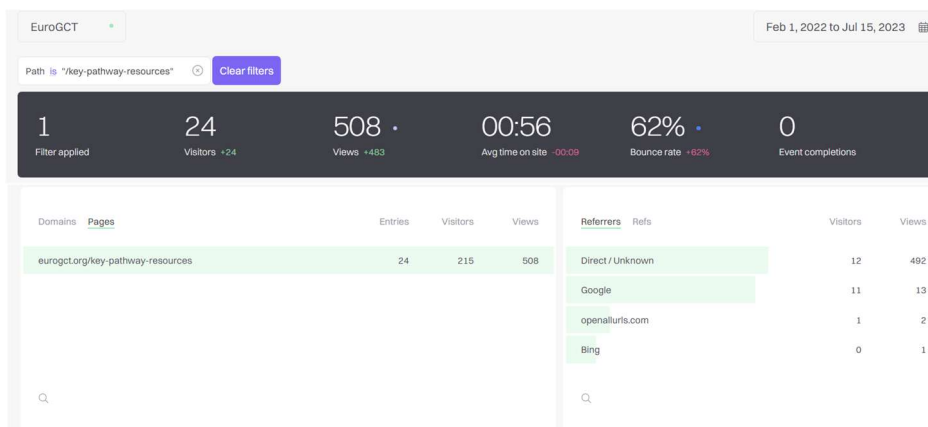 EuroGCT
Feb 1, 2022 to Jul 15, 2023
Path is "/key-pathway-resources"
Clear filters
1 24 508 00:56 62% 0
Filter applied Visitors +24 Views +483 Avg time on site -00:09 Bounce rate +62% Event completions
Domains Pages Entries Visitors Views
eurogct.org/key-pathway-resources 24 215 508
Referrers Refs Visitors Views
Direct / Unknown 12 492
Google 11 13
openallurls.com 1 2
Bing 0 1